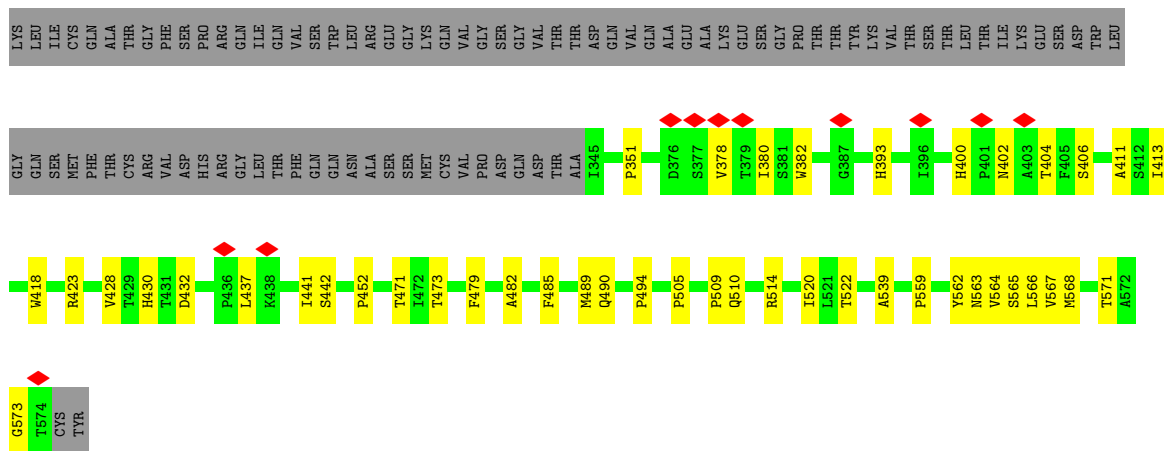 LYS LEU ILE CYS GLN ALA THR GLY PHE SER PRO ARG GLN ILE GLN VAL SER TRP LEU ARG GLU GLY LYS GLN VAL GLY SER GLY VAL THR THR ASP GLN VAL GLN ALA GLU ALA LYS GLU SER GLY PRO THR THR TYR LYS VAL THR SER THR LEU THR ILE LYS GLU SER ASP TRP LEU
GLY GLN SER MET PHE THR CYS ARG VAL ASP HIS ARG GLY LEU THR PHE GLN GLN ASN ALA SER SER MET CYS VAL PRO ASP GLN ASP THR ALA I345 P351 D376 S377 V378 T379 I380 S381 W382 G387 H393 I396 H400 P401 N402 A403 T404 F405 S406 A411 S412 I413
W418 R423 V428 T429 H430 T431 D432 P436 L437 K438 I441 S442 P452 T471 I472 T473 F479 A482 F485 M489 Q490 P494 P505 P509 Q510 R514 I520 L521 T522 A539 P559 Y562 N563 V564 S565 L566 V567 M568 T571 A572
G573 T574 CYS TYR